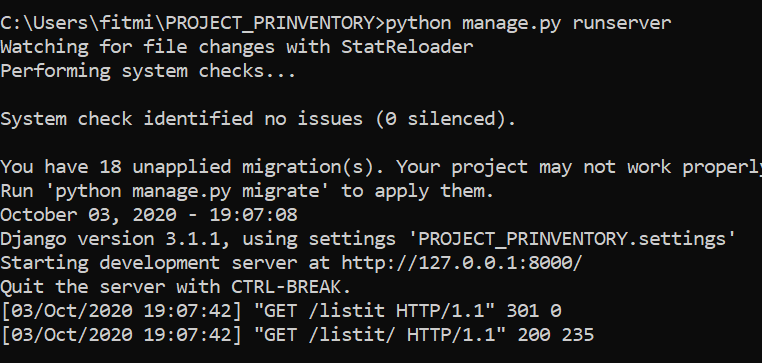 C:\Users\fitmi\PROJECT_PRINVENTORY>python manage.py runserver
Watching for file changes with StatReloader
Performing system checks...
System check identified no issues (0 silenced).
You have 18 unapplied migration(s). Your project may not work properly
Run 'python manage.py migrate' to apply them.
October 03, 2020 - 19:07:08
Django version 3.1.1, using settings 'PROJECT_PRINVENTORY.settings'
Starting development server at http://127.0.0.1:8000/
Quit the server with CTRL-BREAK.
[03/Oct/2020 19:07:42] "GET /listit HTTP/1.1" 301 0
[03/Oct/2020 19:07:42] "GET /listit/ HTTP/1.1" 200 235